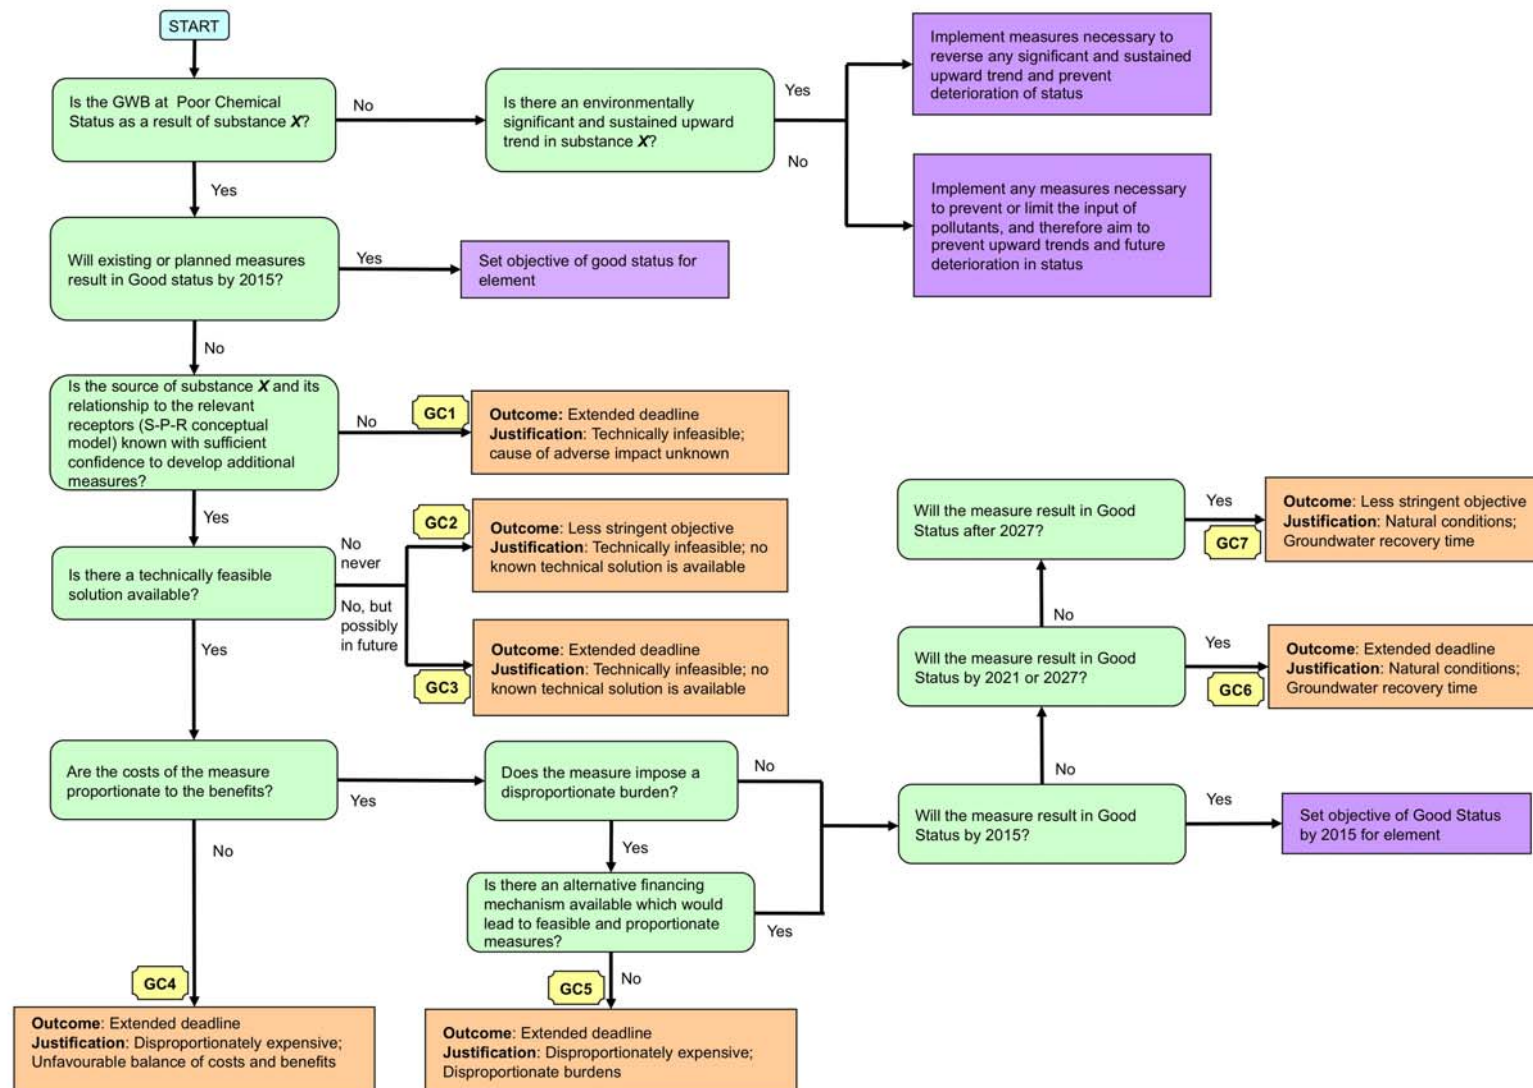 START
Is the GWB at Poor Chemical
Status as a result of substance X?
No
Is there an environmentally
significant and sustained upward
trend in substance X?
Yes
No
Implement measures necessary to
reverse any significant and sustained
upward trend and prevent
deterioration of status
Implement any measures necessary
to prevent or limit the input of
pollutants, and therefore aim to
prevent upward trends and future
deterioration in status
Yes
Will existing or planned measures
result in Good status by 2015?
Yes
Set objective of good status for
element
No
Is the source of substance X and its
relationship to the relevant
receptors (S-P-R conceptual
model) known with sufficient
confidence to develop additional
measures?
No
GC1
Outcome: Extended deadline
Justification: Technically infeasible;
cause of adverse impact unknown
Yes
Is there a technically feasible
solution available?
No
never
GC2
Outcome: Less stringent objective
Justification: Technically infeasible; no
known technical solution is available
No, but
possibly
in future
GC3
Outcome: Extended deadline
Justification: Technically infeasible; no
known technical solution is available
Yes
Are the costs of the measure
proportionate to the benefits?
Yes
Does the measure impose a
disproportionate burden?
No
Yes
Is there an alternative financing
mechanism available which would
lead to feasible and proportionate
measures?
Yes
No
GC4
Outcome: Extended deadline
Justification: Disproportionately expensive;
Unfavourable balance of costs and benefits
No
GC5
Outcome: Extended deadline
Justification: Disproportionately expensive;
Disproportionate burdens
Will the measure result in Good
Status by 2015?
Yes
Set objective of Good Status
by 2015 for element
No
Will the measure result in Good
Status by 2021 or 2027?
Yes
GC6
Outcome: Extended deadline
Justification: Natural conditions;
Groundwater recovery time
No
Will the measure result in Good
Status after 2027?
Yes
GC7
Outcome: Less stringent objective
Justification: Natural conditions;
Groundwater recovery time